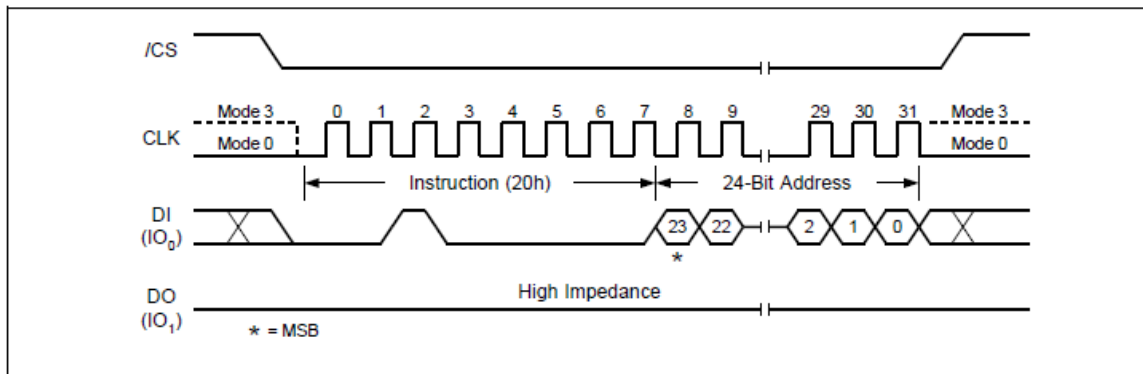 /CS
Mode 3 0 1 2 3 4 5 6 7 8 9 29 30 31 Mode 3
CLK
Mode 0 Mode 0
Instruction (20h) 24-Bit Address
DI
(IO0)
23 22 2 1 0
*
High Impedance
DO
(IO1)
* = MSB